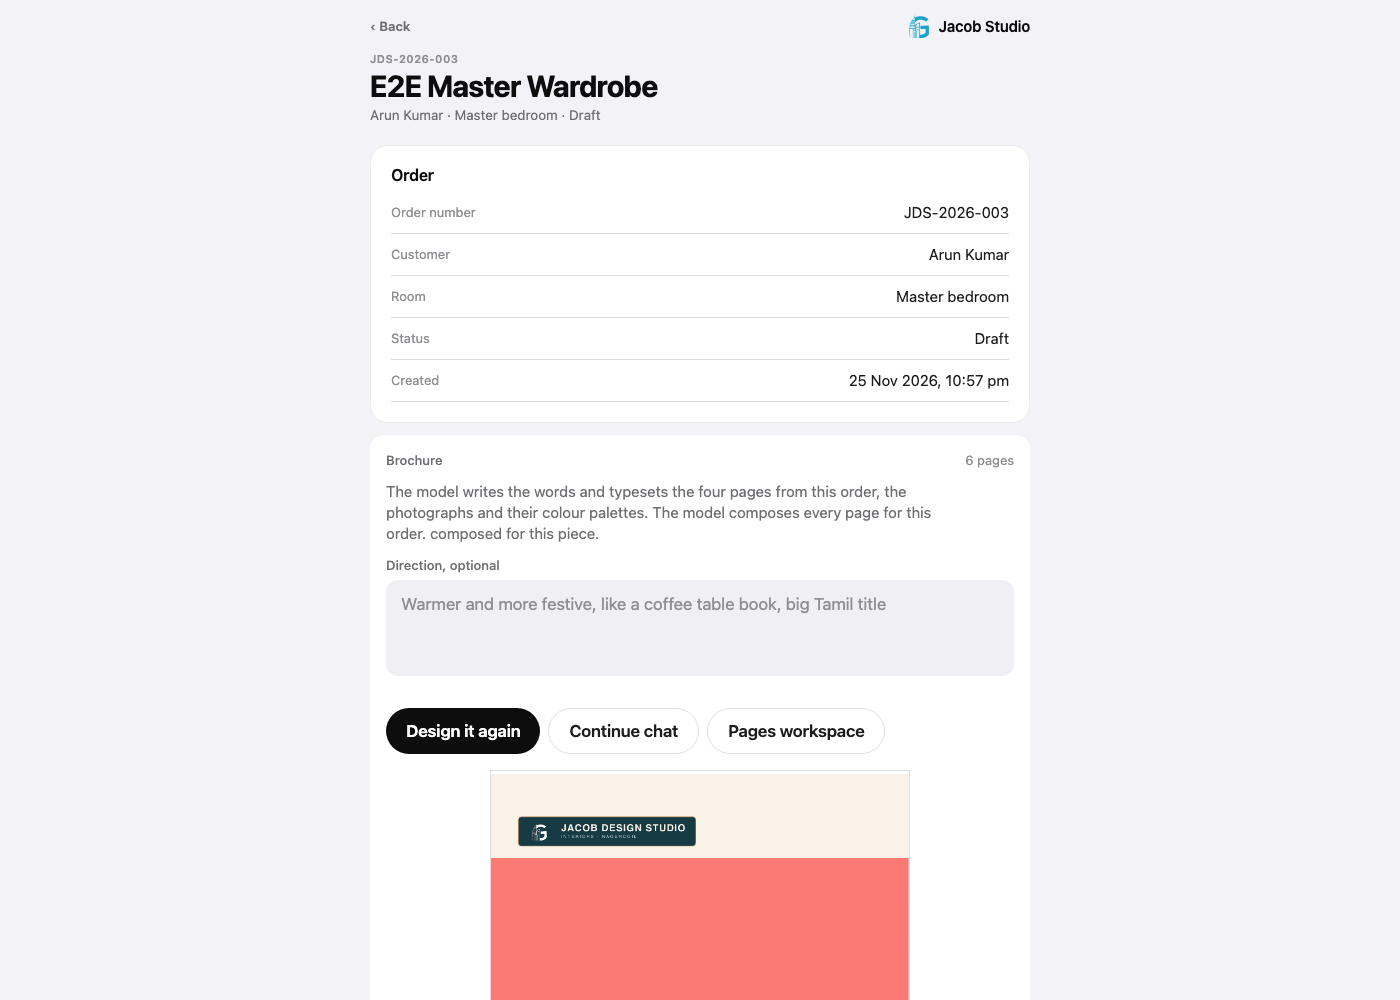 ‹ Back
Jacob Studio
JDS-2026-003
E2E Master Wardrobe
Arun Kumar · Master bedroom · Draft
Order
Order number JDS-2026-003
Customer Arun Kumar
Room Master bedroom
Status Draft
Created 25 Nov 2026, 10:57 pm
Brochure 6 pages
The model writes the words and typesets the four pages from this order, the
photographs and their colour palettes. The model composes every page for this
order. composed for this piece.
Direction, optional
Warmer and more festive, like a coffee table book, big Tamil title
Design it again Continue chat Pages workspace
JACOB DESIGN STUDIO
INTERIORS · NAGERCOIL